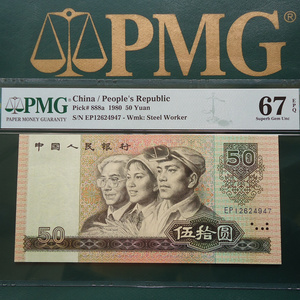 PMG
PMG
PAPER MONEY GUARANTY
China / People's Republic
Pick# 888a 1980 50 Yuan
S/N EP12624947 - Wmk: Steel Worker
67 EPQ
Superb Gem Unc
中国人民银行
50
EP12624947
50
伍拾圆